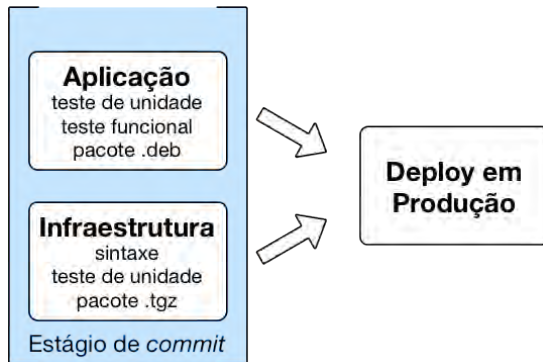 Aplicação
teste de unidade
teste funcional
pacote .deb
Infraestrutura
sintaxe
teste de unidade
pacote .tgz
Estágio de commit
Deploy em
Produção